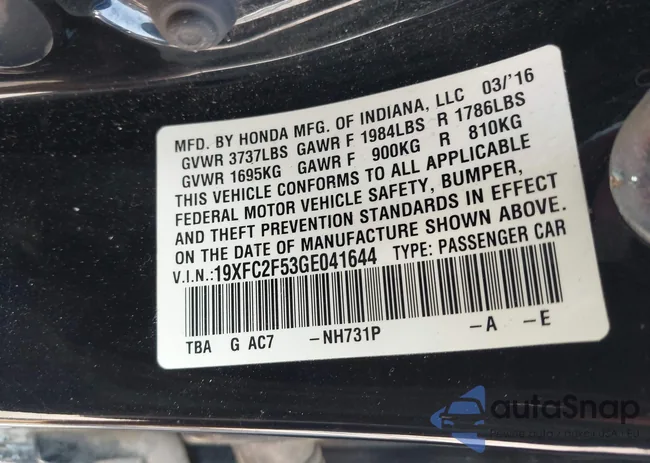 MFD. BY HONDA MFG. OF INDIANA, LLC 03/'16
GVWR 3737LBS GAWR F 1984LBS R 1786LBS
GVWR 1695KG GAWR F 900KG R 810KG
THIS VEHICLE CONFORMS TO ALL APPLICABLE
FEDERAL MOTOR VEHICLE SAFETY, BUMPER,
AND THEFT PREVENTION STANDARDS IN EFFECT
ON THE DATE OF MANUFACTURE SHOWN ABOVE.
V.I.N.:19XFC2F53GE041644 TYPE: PASSENGER CAR
TBA G AC7 -NH731P -A -E
autoSnap